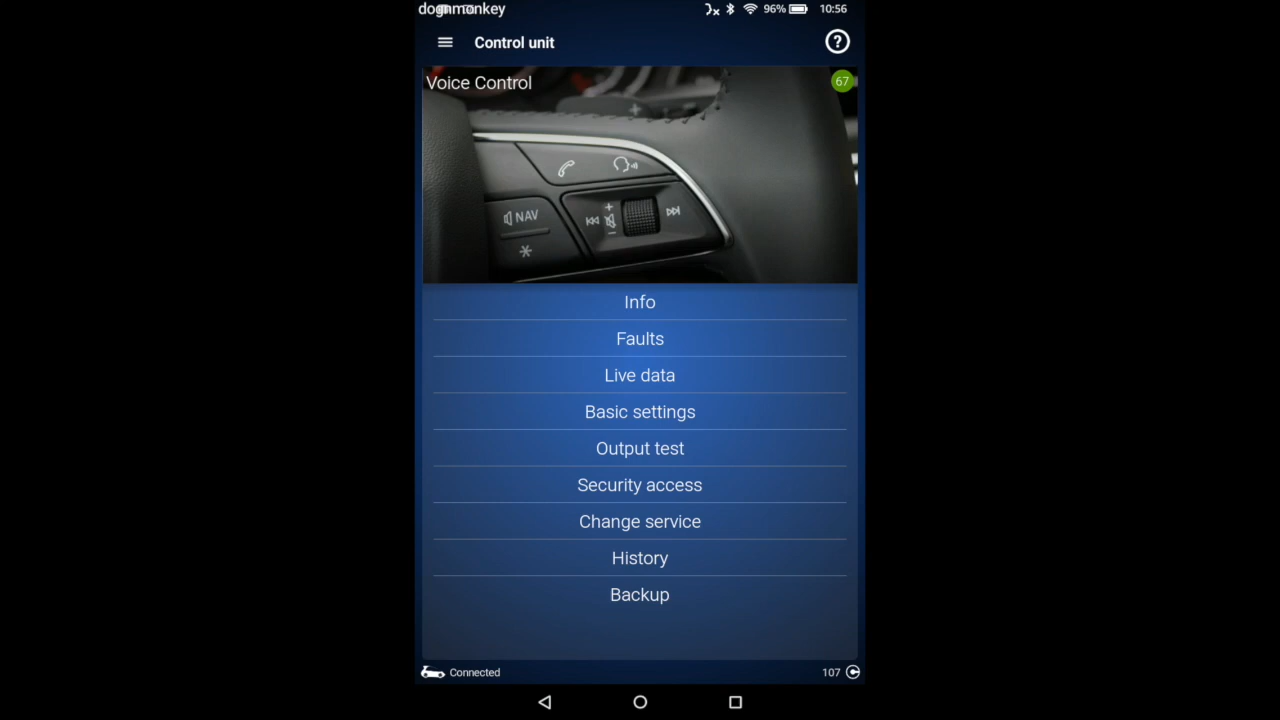 dognmonkey
96%
10:56
Control unit
?
Voice Control
67
NAV
+
−
*
Info
Faults
Live data
Basic settings
Output test
Security access
Change service
History
Backup
Connected
107